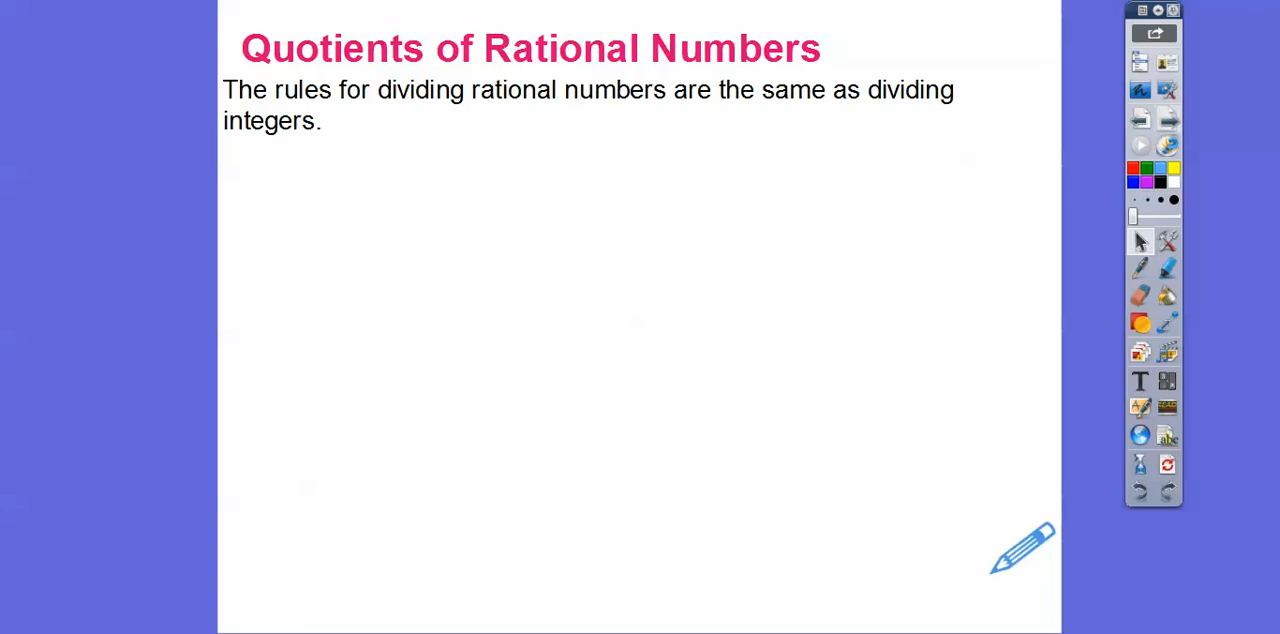 Quotients of Rational Numbers
The rules for dividing rational numbers are the same as dividing
integers.